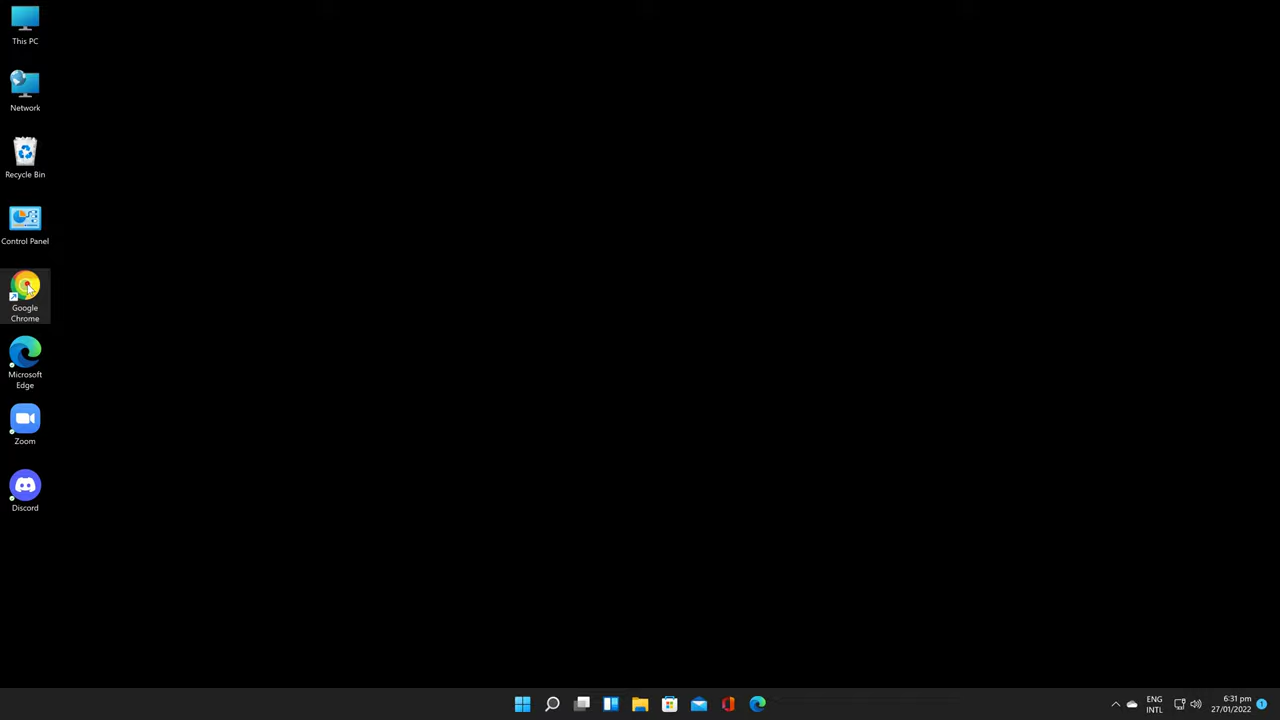 This PC
Network
Recycle Bin
Control Panel
Google
Chrome
Microsoft
Edge
Zoom
Discord
ENG
INTL
6:31 pm
27/01/2022
1